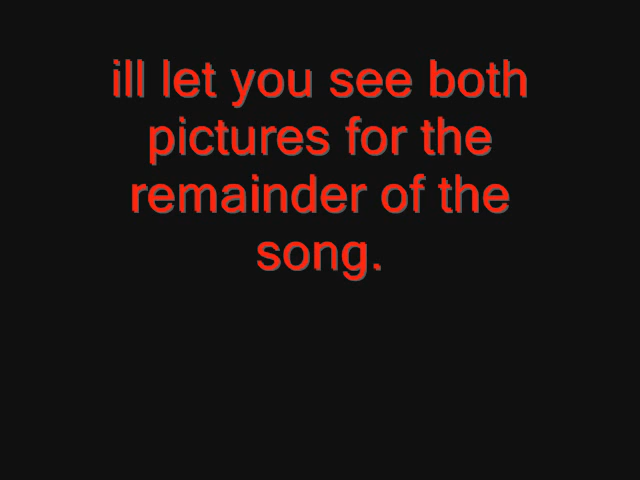 ill let you see both
pictures for the
remainder of the
song.